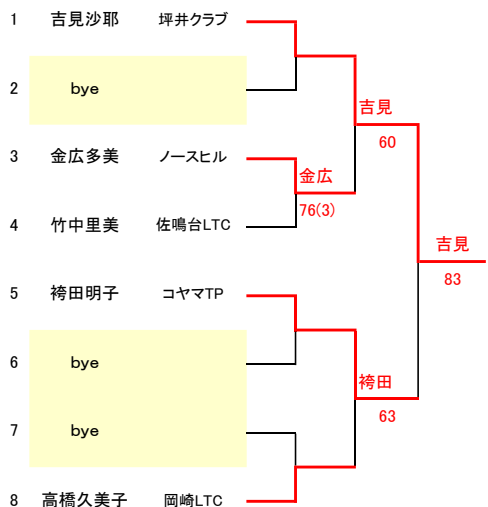 1 吉見沙耶 坪井クラブ
2 bye
吉見
60
3 金広多美 ノースヒル
金広
76(3)
4 竹中里美 佐鳴台LTC
吉見
83
5 袴田明子 コヤマTP
6 bye
袴田
63
7 bye
8 高橋久美子 岡崎LTC